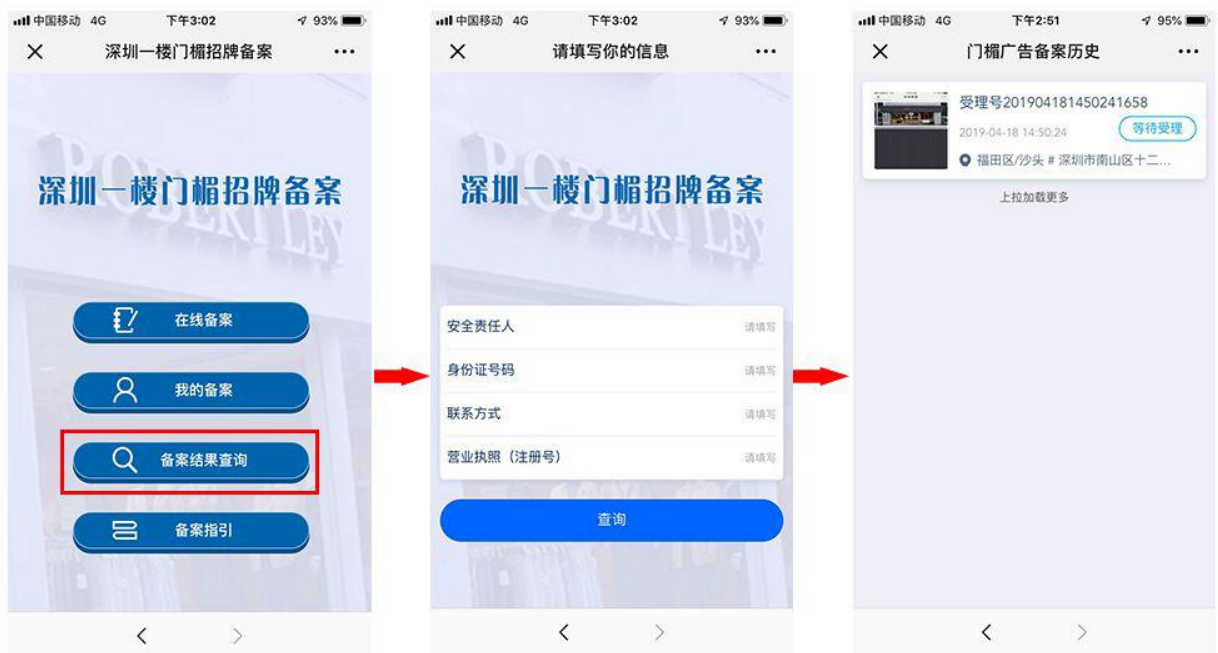 中国移动 4G 下午3:02 93%
深圳一楼门楣招牌备案
深圳一楼门楣招牌备案
在线备案
我的备案
备案结果查询
备案指引
中国移动 4G 下午3:02 93%
请填写你的信息
深圳一楼门楣招牌备案
安全责任人 请填写
身份证号码 请填写
联系方式 请填写
营业执照（注册号） 请填写
查询
中国移动 4G 下午2:51 95%
门楣广告备案历史
受理号201904181450241658
2019-04-18 14:50:24 等待受理
福田区/沙头 # 深圳市南山区十二...
上拉加载更多